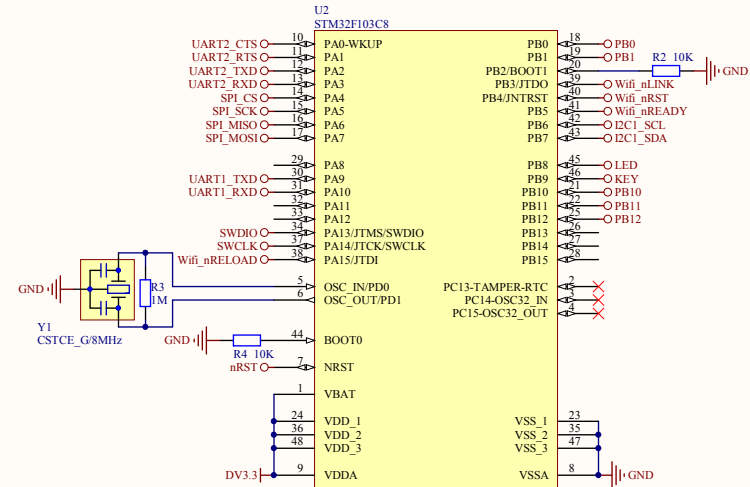 U2
STM32F103C8
UART2_CTS 10 PA0-WKUP PB0 18 PB0
UART2_RTS 11 PA1 PB1 19 PB1
UART2_TXD 12 PA2 PB2/BOOT1 20 R2 10K GND
UART2_RXD 13 PA3 PB3/JTDO 39 Wifi_nLINK
SPI_CS 14 PA4 PB4/JNTRST 40 Wifi_nRST
SPI_SCK 15 PA5 PB5 41 Wifi_nREADY
SPI_MISO 16 PA6 PB6 42 I2C1_SCL
SPI_MOSI 17 PA7 PB7 43 I2C1_SDA
29 PA8 PB8 45 LED
UART1_TXD 30 PA9 PB9 46 KEY
UART1_RXD 31 PA10 PB10 21 PB10
32 PA11 PB11 22 PB11
33 PA12 PB12 25 PB12
SWDIO 34 PA13/JTMS/SWDIO PB13 26
SWCLK 37 PA14/JTCK/SWCLK PB14 27
Wifi_nRELOAD 38 PA15/JTDI PB15 28
GND R3 5 OSC_IN/PD0 PC13-TAMPER-RTC 2
1M 6 OSC_OUT/PD1 PC14-OSC32_IN 3
PC15-OSC32_OUT 4
Y1
CSTCE_G/8MHz
GND 44 BOOT0
R4 10K
nRST 7 NRST
1 VBAT
24 VDD_1 VSS_1 23
36 VDD_2 VSS_2 35
48 VDD_3 VSS_3 47
DV3.3 9 VDDA VSSA 8 GND